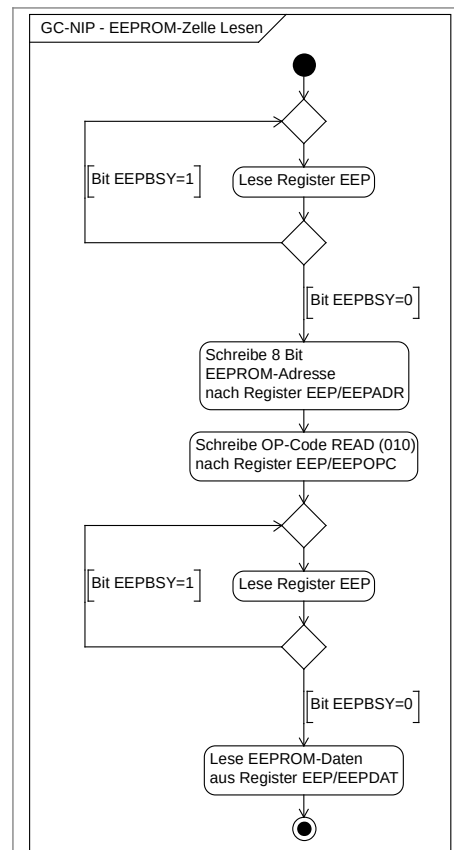 GC-NIP - EEPROM-Zelle Lesen
[Bit EEPBSY=1]
Lese Register EEP
[Bit EEPBSY=0]
Schreibe 8 Bit
EEPROM-Adresse
nach Register EEP/EEPADR
Schreibe OP-Code READ (010)
nach Register EEP/EEPOPC
[Bit EEPBSY=1]
Lese Register EEP
[Bit EEPBSY=0]
Lese EEPROM-Daten
aus Register EEP/EEPDAT